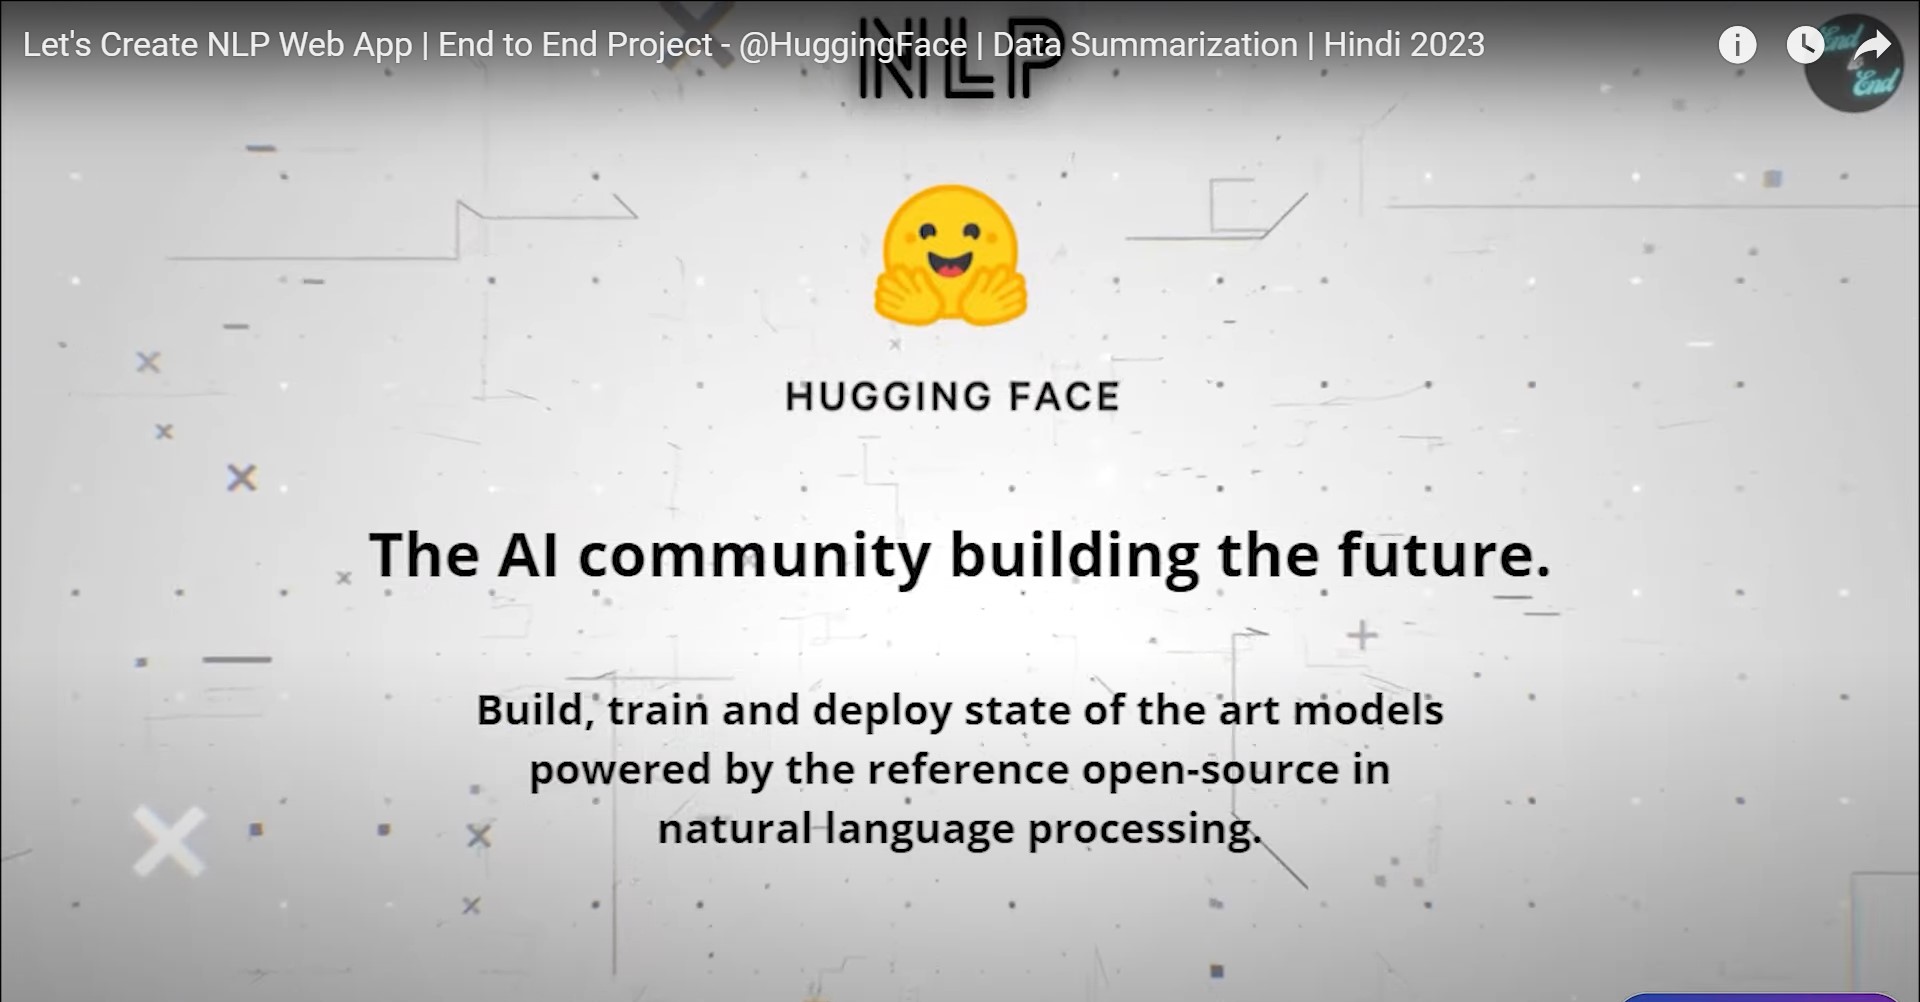 Let's Create NLP Web App | End to End Project - @HuggingFace | Data Summarization | Hindi 2023
NLP
End
to
End
HUGGING FACE
The AI community building the future.
Build, train and deploy state of the art models
powered by the reference open-source in
natural language processing.